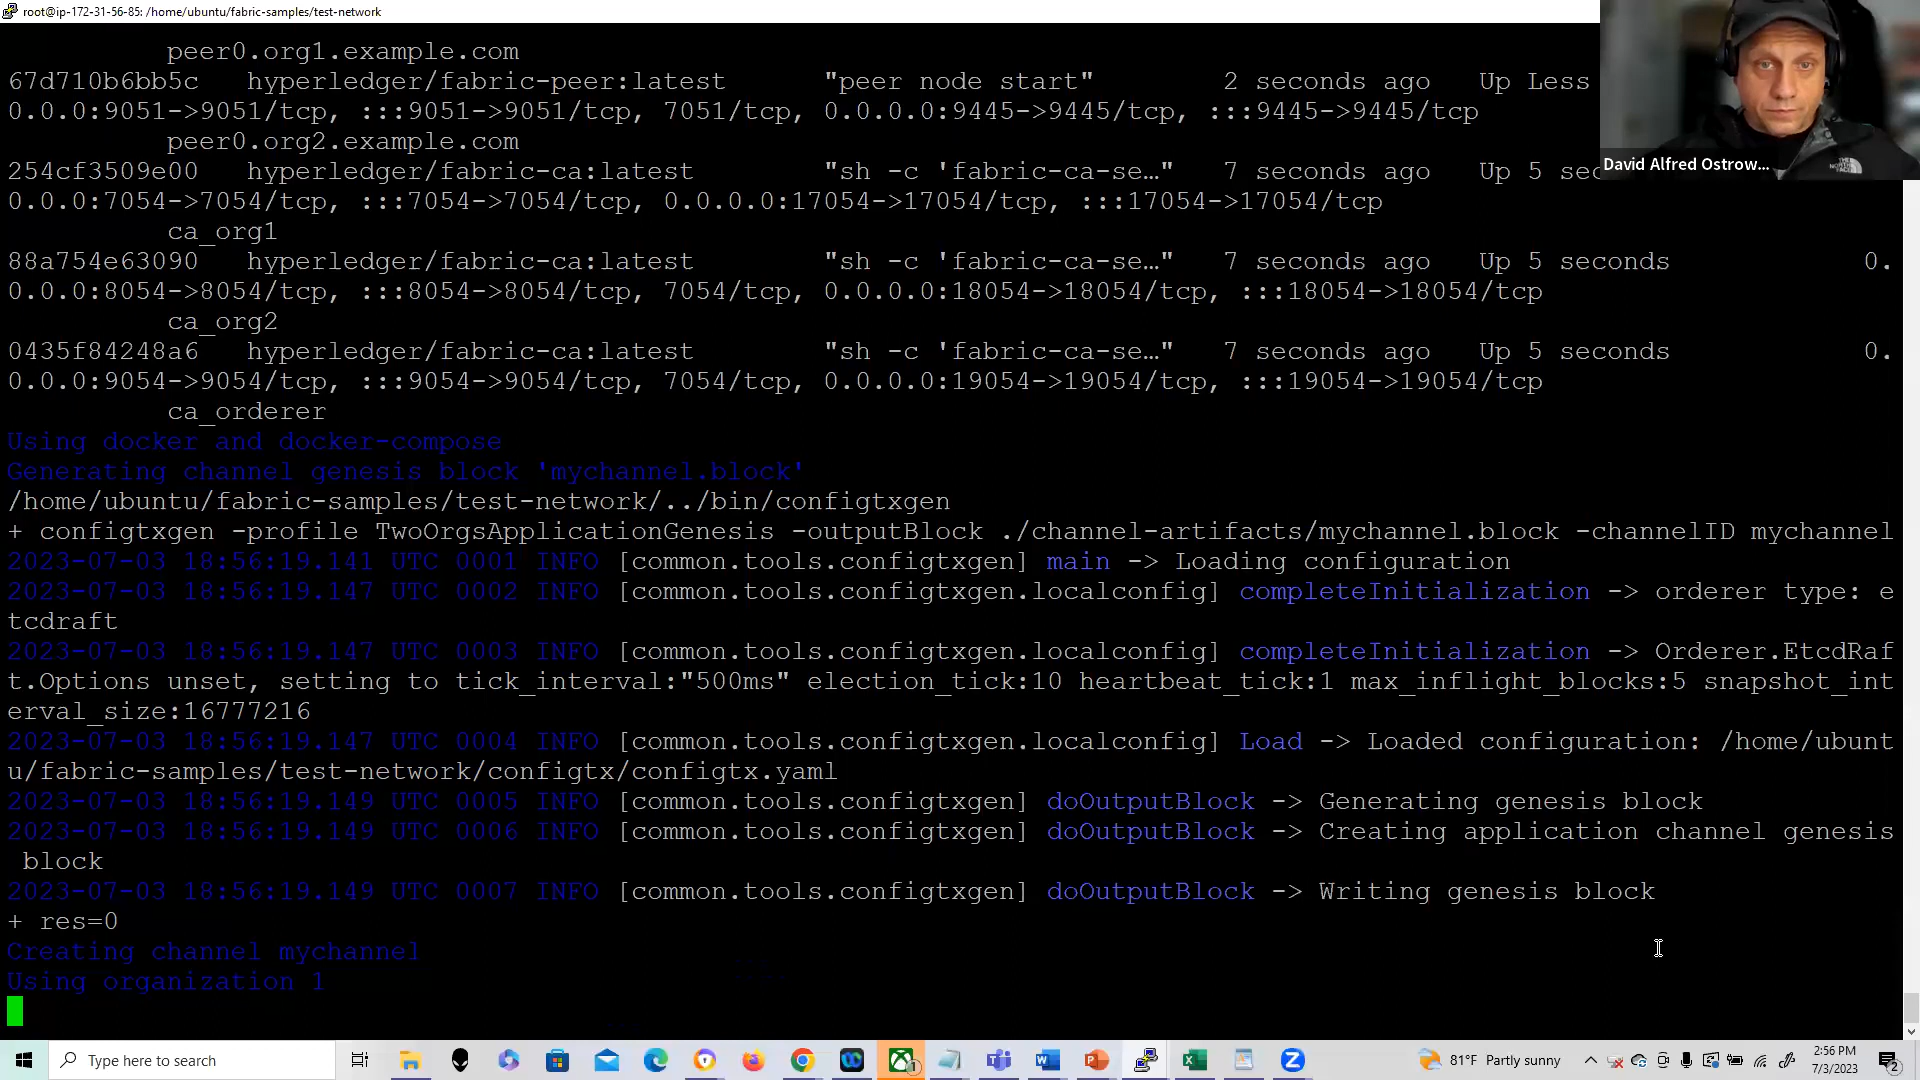 root@ip-172-31-56-85: /home/ubuntu/fabric-samples/test-network
peer0.org1.example.com
67d710b6bb5c hyperledger/fabric-peer:latest "peer node start" 2 seconds ago Up Less
0.0.0:9051->9051/tcp, :::9051->9051/tcp, 7051/tcp, 0.0.0.0:9445->9445/tcp, :::9445->9445/tcp
peer0.org2.example.com
254cf3509e00 hyperledger/fabric-ca:latest "sh -c 'fabric-ca-se…" 7 seconds ago Up 5 sec
0.0.0:7054->7054/tcp, :::7054->7054/tcp, 0.0.0.0:17054->17054/tcp, :::17054->17054/tcp
ca_org1
88a754e63090 hyperledger/fabric-ca:latest "sh -c 'fabric-ca-se…" 7 seconds ago Up 5 seconds 0.
0.0.0:8054->8054/tcp, :::8054->8054/tcp, 7054/tcp, 0.0.0.0:18054->18054/tcp, :::18054->18054/tcp
ca_org2
0435f84248a6 hyperledger/fabric-ca:latest "sh -c 'fabric-ca-se…" 7 seconds ago Up 5 seconds 0.
0.0.0:9054->9054/tcp, :::9054->9054/tcp, 7054/tcp, 0.0.0.0:19054->19054/tcp, :::19054->19054/tcp
ca_orderer
Using docker and docker-compose
Generating channel genesis block 'mychannel.block'
/home/ubuntu/fabric-samples/test-network/../bin/configtxgen
+ configtxgen -profile TwoOrgsApplicationGenesis -outputBlock ./channel-artifacts/mychannel.block -channelID mychannel
2023-07-03 18:56:19.141 UTC 0001 INFO [common.tools.configtxgen] main -> Loading configuration
2023-07-03 18:56:19.147 UTC 0002 INFO [common.tools.configtxgen.localconfig] completeInitialization -> orderer type: e
tcdraft
2023-07-03 18:56:19.147 UTC 0003 INFO [common.tools.configtxgen.localconfig] completeInitialization -> Orderer.EtcdRaf
t.Options unset, setting to tick_interval:"500ms" election_tick:10 heartbeat_tick:1 max_inflight_blocks:5 snapshot_int
erval_size:16777216
2023-07-03 18:56:19.147 UTC 0004 INFO [common.tools.configtxgen.localconfig] Load -> Loaded configuration: /home/ubunt
u/fabric-samples/test-network/configtx/configtx.yaml
2023-07-03 18:56:19.149 UTC 0005 INFO [common.tools.configtxgen] doOutputBlock -> Generating genesis block
2023-07-03 18:56:19.149 UTC 0006 INFO [common.tools.configtxgen] doOutputBlock -> Creating application channel genesis
block
2023-07-03 18:56:19.149 UTC 0007 INFO [common.tools.configtxgen] doOutputBlock -> Writing genesis block
+ res=0
Creating channel mychannel
Using organization 1
David Alfred Ostrow...
Type here to search
81°F Partly sunny
2:56 PM
7/3/2023
2